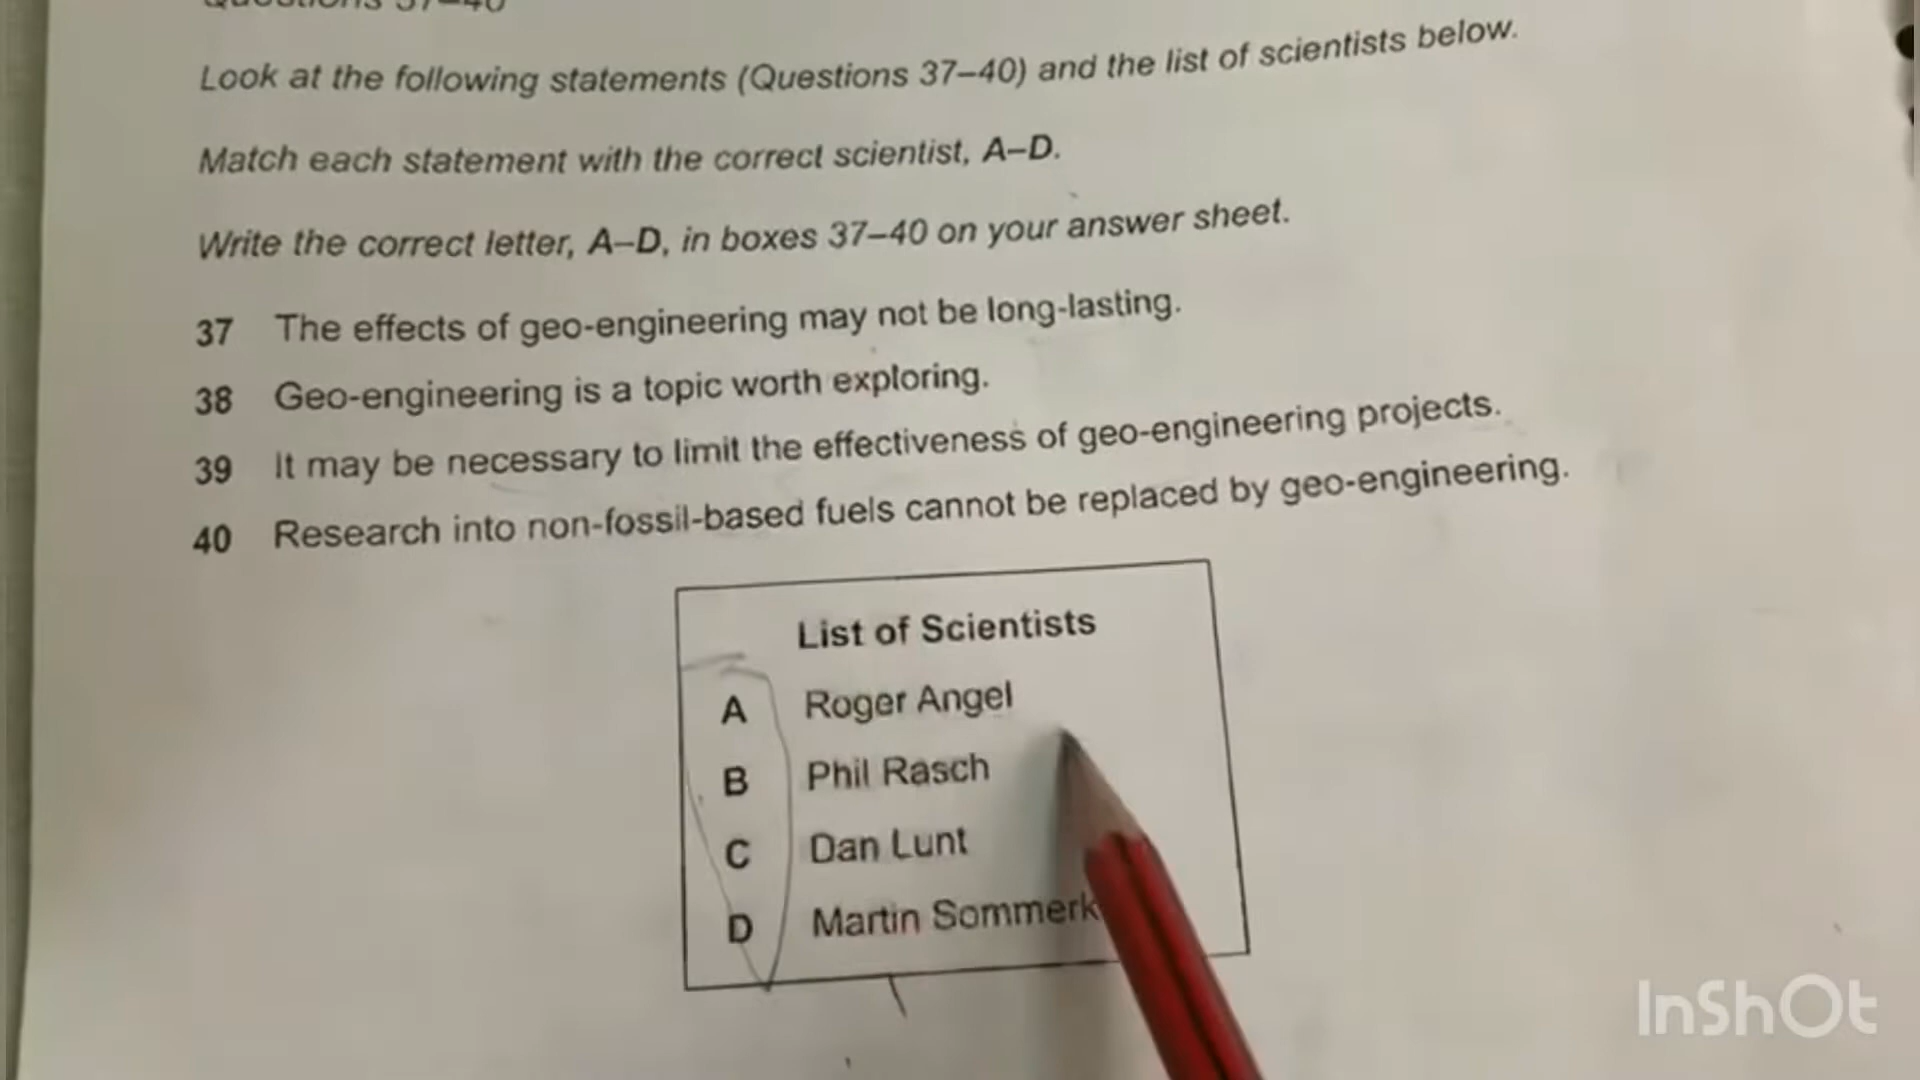 Questions 37–40
Look at the following statements (Questions 37–40) and the list of scientists below.
Match each statement with the correct scientist, A–D.
Write the correct letter, A–D, in boxes 37–40 on your answer sheet.
37 The effects of geo-engineering may not be long-lasting.
38 Geo-engineering is a topic worth exploring.
39 It may be necessary to limit the effectiveness of geo-engineering projects.
40 Research into non-fossil-based fuels cannot be replaced by geo-engineering.
List of Scientists
A Roger Angel
B Phil Rasch
C Dan Lunt
D Martin
InShOt